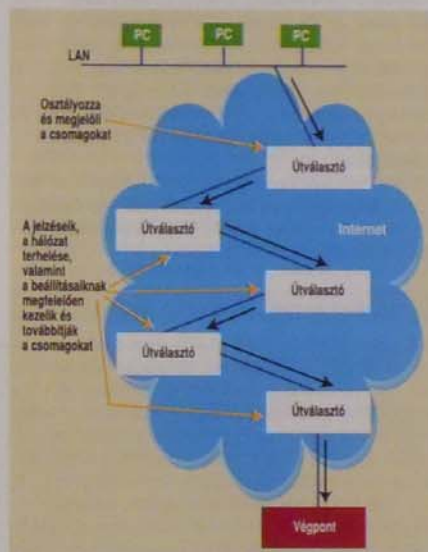 PC PC PC
LAN
Osztályozza
és megjelöli
a csomagokat
Útválasztó
A jelzéseik,
a hálózat
terhelése,
valamint
a beállításaiknak
megfelelően
kezelik és
továbbítják
a csomagokat
Útválasztó
Internet
Útválasztó
Útválasztó
Útválasztó
Végpont